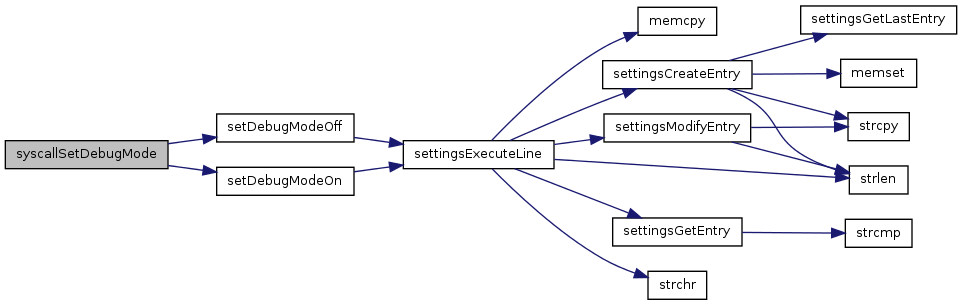 syscallSetDebugMode
setDebugModeOff
setDebugModeOn
settingsExecuteLine
memcpy
settingsCreateEntry
settingsModifyEntry
settingsGetEntry
strchr
settingsGetLastEntry
memset
strcpy
strlen
strcmp